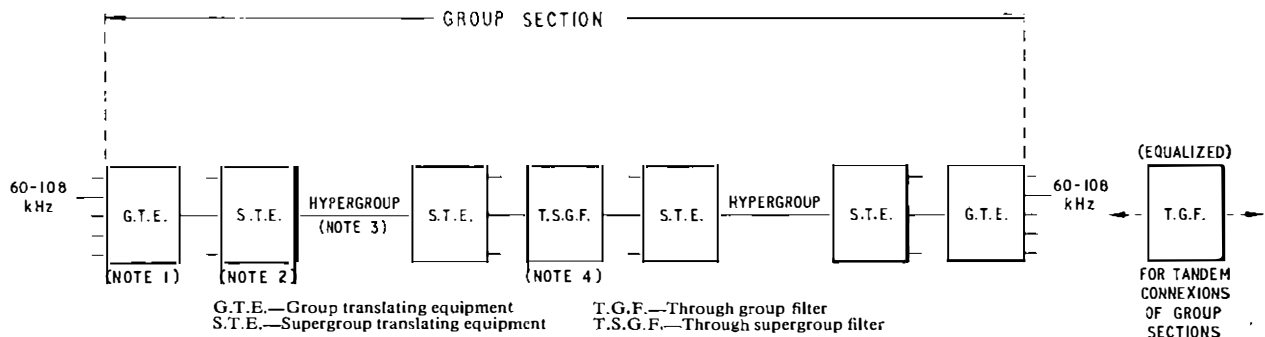 GROUP SECTION
60-108
kHz
G.T.E.
(NOTE 1)
S.T.E.
(NOTE 2)
HYPERGROUP
(NOTE 3)
S.T.E.
T.S.G.F.
(NOTE 4)
S.T.E.
HYPERGROUP
S.T.E.
G.T.E.
60-108
kHz
(EQUALIZED)
T.G.F.
FOR TANDEM
CONNEXIONS
OF GROUP
SECTIONS
G.T.E.—Group translating equipment
S.T.E.—Supergroup translating equipment
T.G.F.—Through group filter
T.S.G.F.—Through supergroup filter